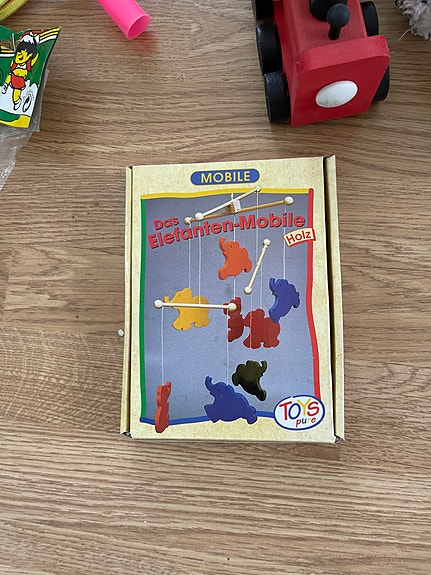 MOBILE
Das
Elefanten-Mobile
Holz
TOYS
pure